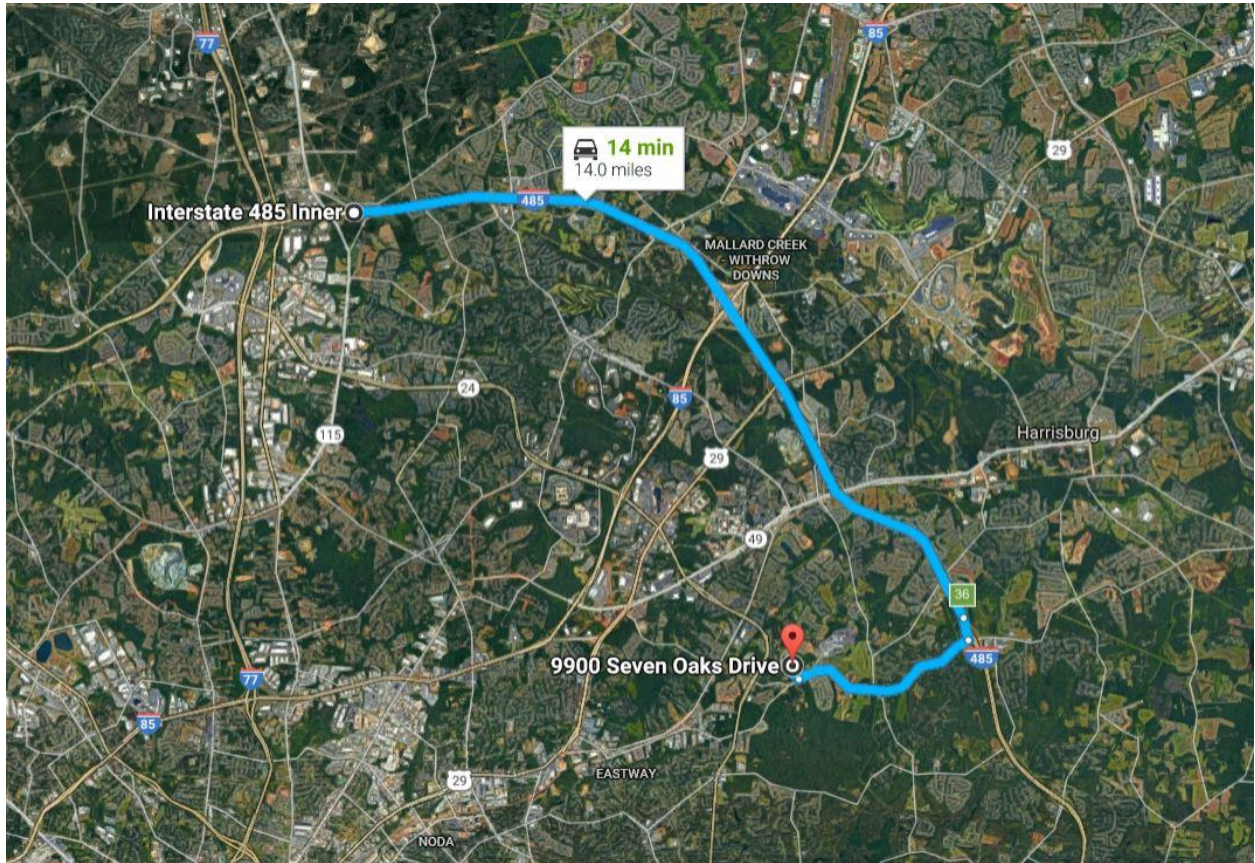 77
85
29
14 min
14.0 miles
485
Interstate 485 Inner
MALLARD CREEK
- WITHROW
DOWNS
24
85
115
29
Harrisburg
49
36
485
9900 Seven Oaks Drive
77
85
29
EASTWAY
NODA